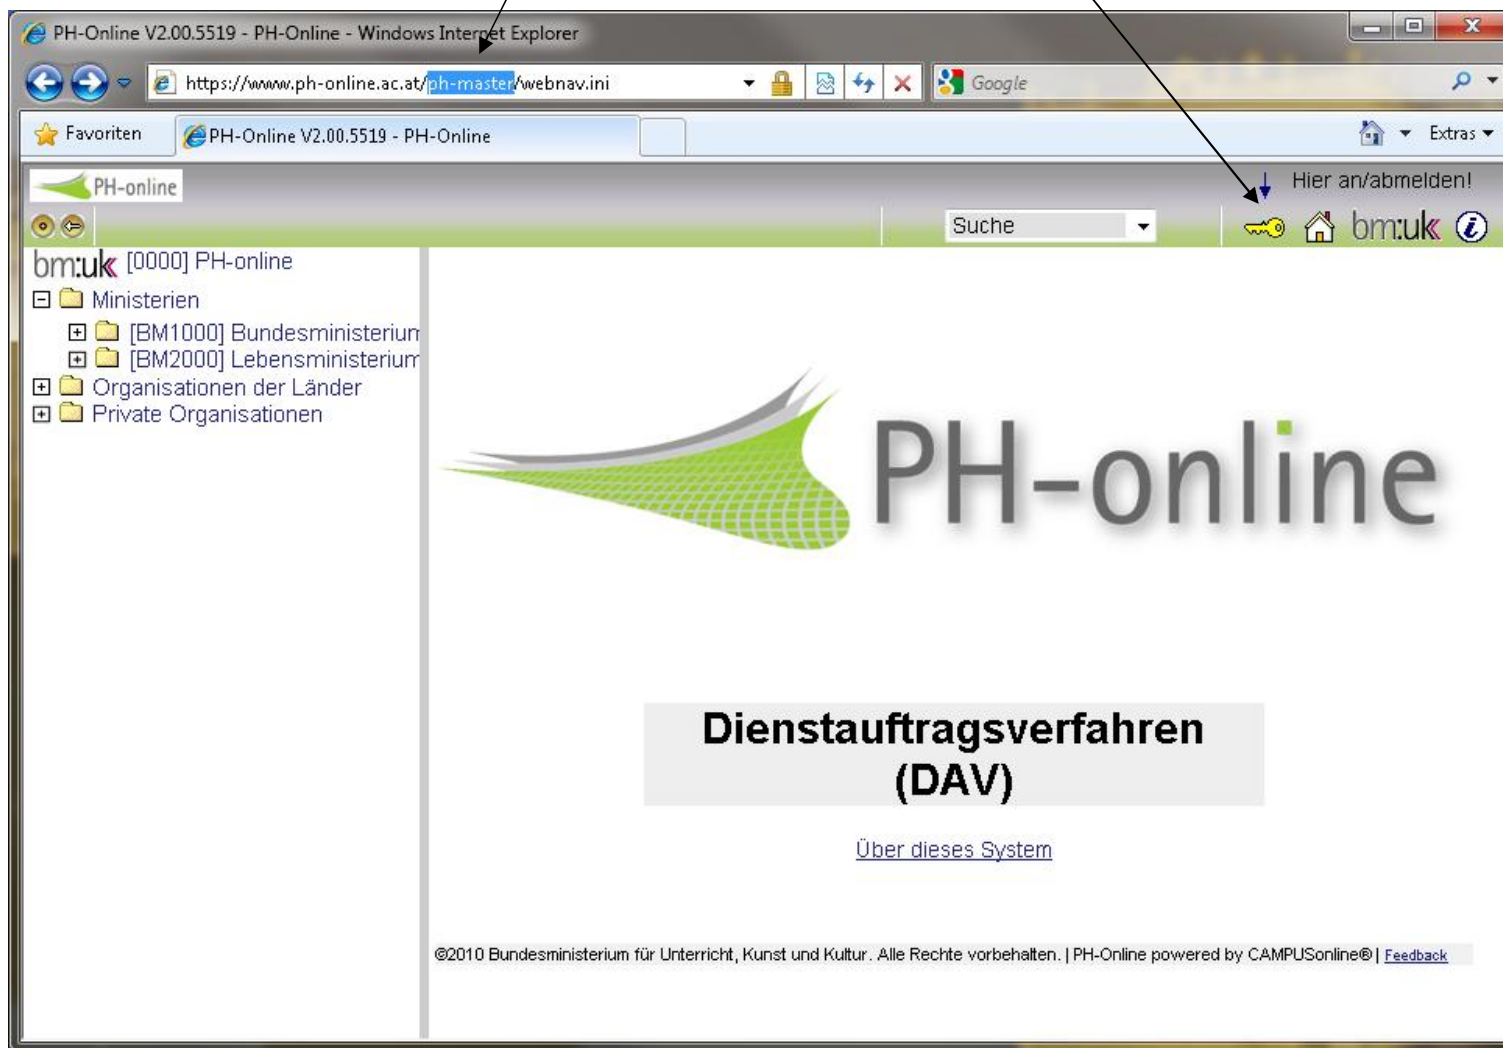 PH-Online V2.00.5519 - PH-Online - Windows Internet Explorer
https://www.ph-online.ac.at/ph-master/webnav.ini
Google
Favoriten
PH-Online V2.00.5519 - PH-Online
Extras
PH-online
Hier an/abmelden!
Suche
bm:uk
bm:uk [0000] PH-online
Ministerien
[BM1000] Bundesministerium
[BM2000] Lebensministerium
Organisationen der Länder
Private Organisationen
PH-online
Dienstauftragsverfahren
(DAV)
Über dieses System
©2010 Bundesministerium für Unterricht, Kunst und Kultur. Alle Rechte vorbehalten. | PH-Online powered by CAMPUSonline® | Feedback